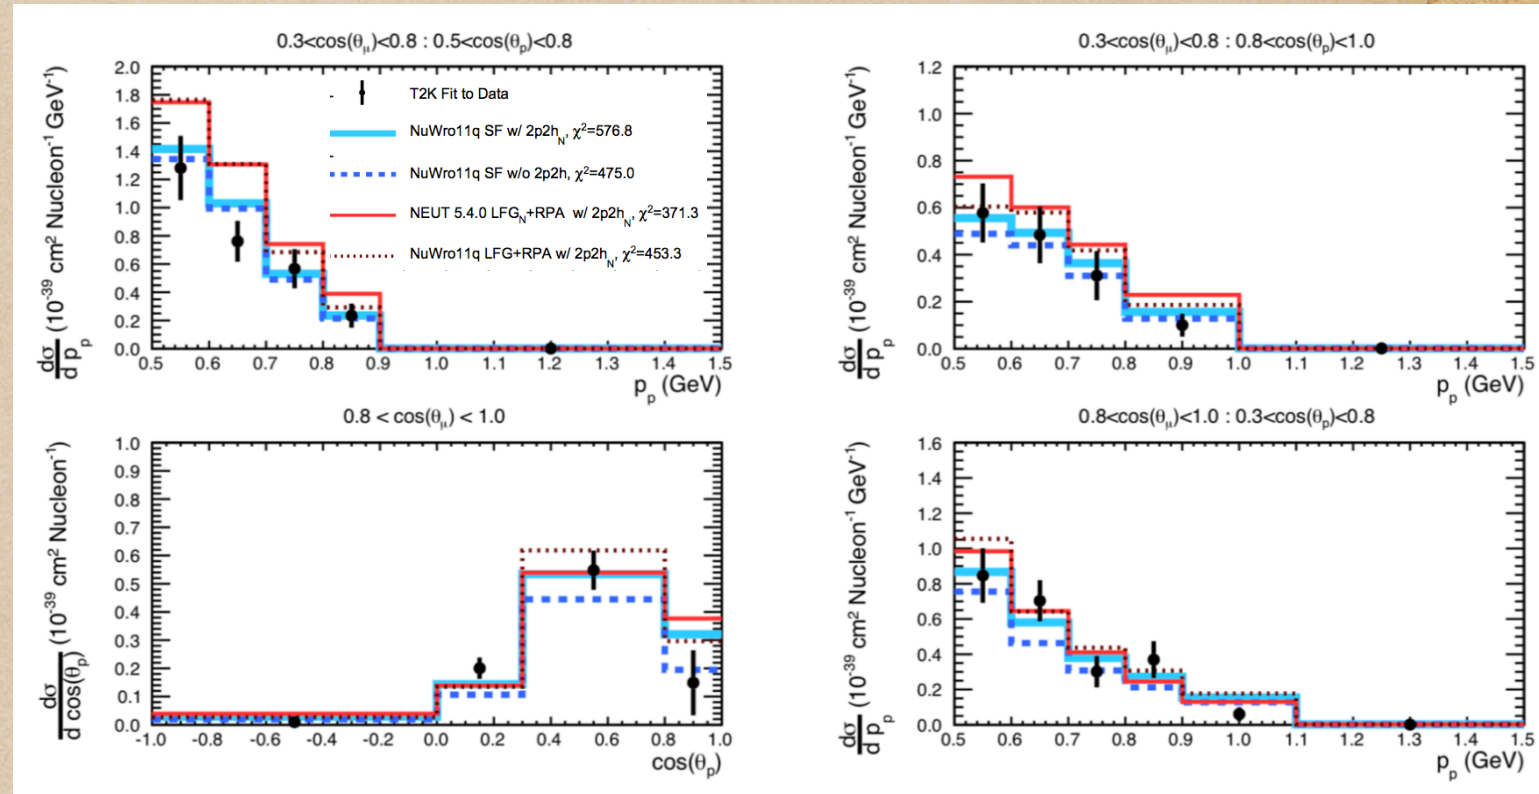 0.3<cos(θμ)<0.8 : 0.5<cos(θp)<0.8
dσ/d pp (10-39 cm2 Nucleon-1 GeV-1)
2.0
1.8
1.6
1.4
1.2
1.0
0.8
0.6
0.4
0.2
0.0
T2K Fit to Data
NuWro11q SF w/ 2p2hN, χ2=576.8
NuWro11q SF w/o 2p2h, χ2=475.0
NEUT 5.4.0 LFGN+RPA w/ 2p2hN, χ2=371.3
NuWro11q LFG+RPA w/ 2p2hN, χ2=453.3
0.5 0.6 0.7 0.8 0.9 1.0 1.1 1.2 1.3 1.4 1.5
pp (GeV)
0.3<cos(θμ)<0.8 : 0.8<cos(θp)<1.0
dσ/d pp (10-39 cm2 Nucleon-1 GeV-1)
1.2
1.0
0.8
0.6
0.4
0.2
0.0
0.5 0.6 0.7 0.8 0.9 1.0 1.1 1.2 1.3 1.4 1.5
pp (GeV)
0.8 < cos(θμ) < 1.0
dσ/d cos(θp) (10-39 cm2 Nucleon-1)
1.0
0.9
0.8
0.7
0.6
0.5
0.4
0.3
0.2
0.1
0.0
-1.0 -0.8 -0.6 -0.4 -0.2 0.0 0.2 0.4 0.6 0.8 1.0
cos(θp)
0.8<cos(θμ)<1.0 : 0.3<cos(θp)<0.8
dσ/d pp (10-39 cm2 Nucleon-1 GeV-1)
1.6
1.4
1.2
1.0
0.8
0.6
0.4
0.2
0.0
0.5 0.6 0.7 0.8 0.9 1.0 1.1 1.2 1.3 1.4 1.5
pp (GeV)